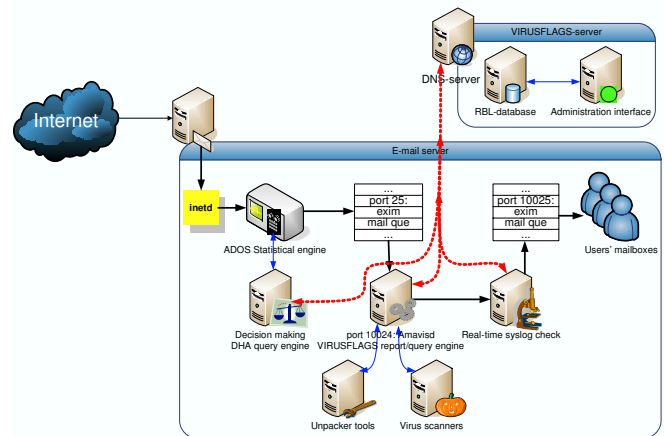 VIRUSFLAGS-server
DNS-server
RBL-database
Administration interface
Internet
E-mail server
inetd
ADOS Statistical engine
...
port 25:
exim
mail que
...
...
port 10025:
exim
mail que
...
Users' mailboxes
Decision making
DHA query engine
port 10024: Amavisd
VIRUSFLAGS report/query engine
Real-time syslog check
Unpacker tools
Virus scanners